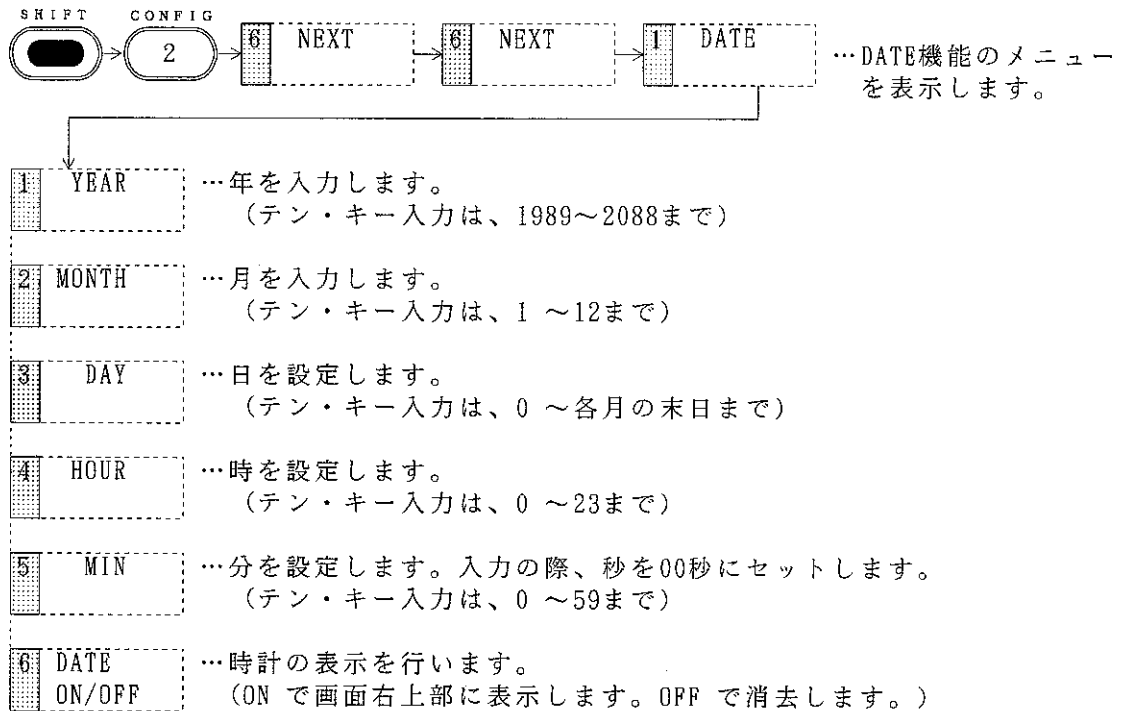 SHIFT CONFIG
2 6 NEXT 6 NEXT 1 DATE …DATE機能のメニュー
を表示します。
1 YEAR …年を入力します。
(テン・キー入力は、1989～2088まで)
2 MONTH …月を入力します。
(テン・キー入力は、1 ～12まで)
3 DAY …日を設定します。
(テン・キー入力は、0 ～各月の末日まで)
4 HOUR …時を設定します。
(テン・キー入力は、0 ～23まで)
5 MIN …分を設定します。入力の際、秒を00秒にセットします。
(テン・キー入力は、0 ～59まで)
6 DATE …時計の表示を行います。
ON/OFF (ON で画面右上部に表示します。OFF で消去します。)